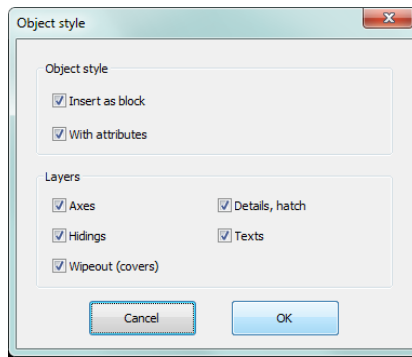 Object style
Object style
Insert as block
With attributes
Layers
Axes
Details, hatch
Hidings
Texts
Wipeout (covers)
Cancel
OK